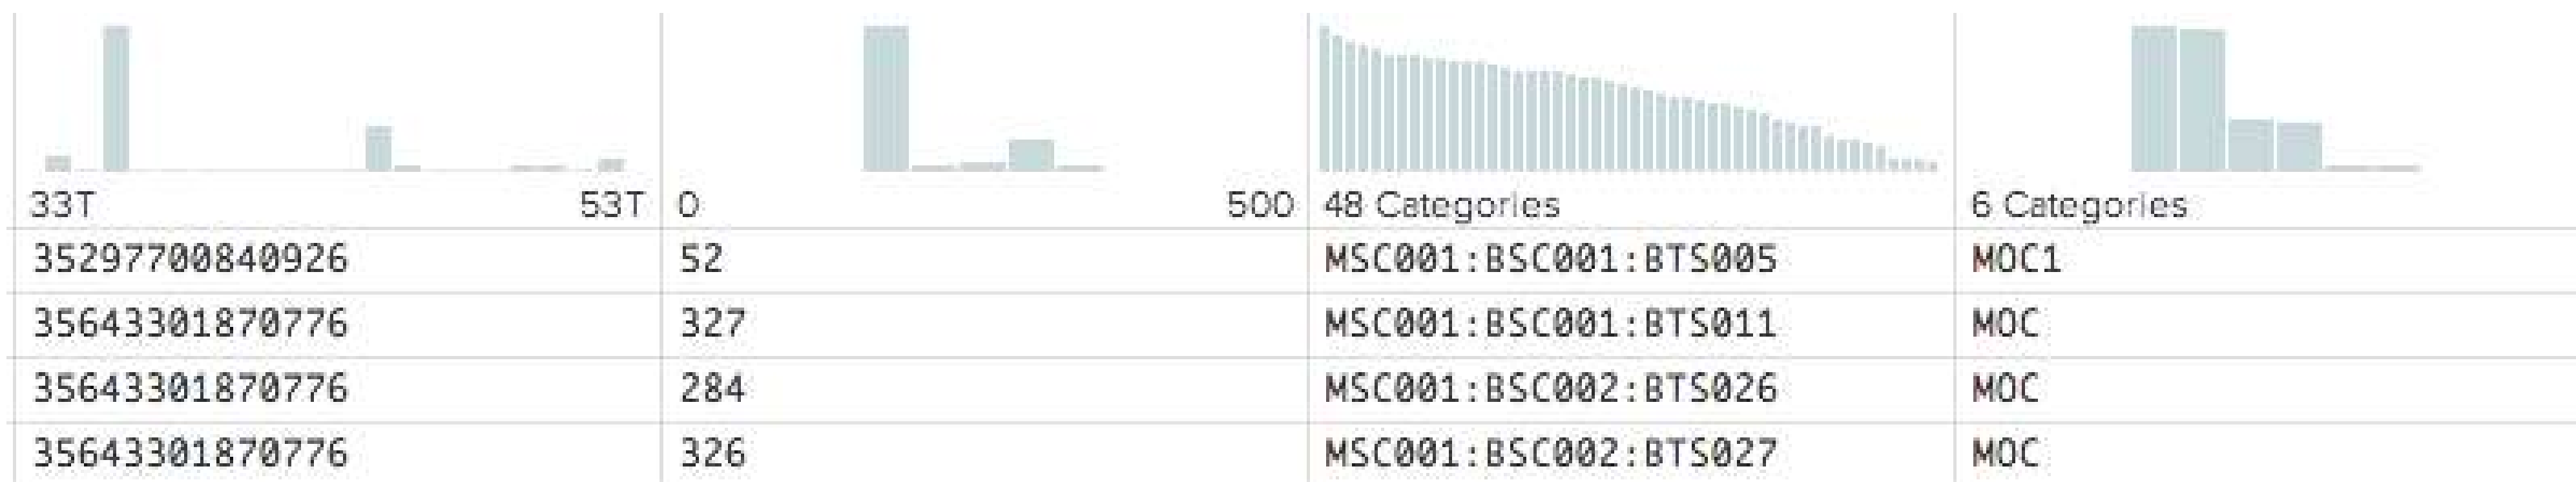 33T 53T 0 500 48 Categories 6 Categories
35297700840926 52 MSC001:BSC001:BTS005 MOC1
35643301870776 327 MSC001:BSC001:BTS011 MOC
35643301870776 284 MSC001:BSC002:BTS026 MOC
35643301870776 326 MSC001:BSC002:BTS027 MOC